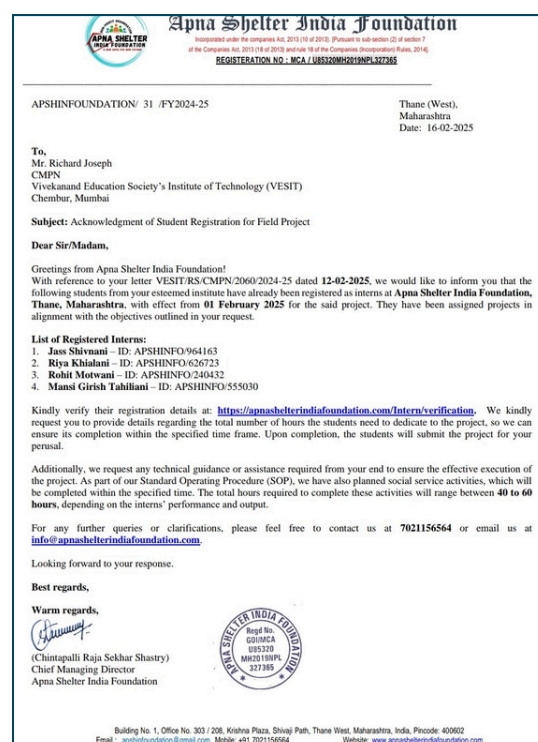 APNA SHELTER
INDIA FOUNDATION
Apna Shelter India Foundation
Incorporated under the companies Act, 2013 (10 of 2013). [Pursuant to sub-section (2) of section 7
of the Companies Act, 2013 (18 of 2013) and rule 18 of the Companies (Incorporation) Rules, 2014].
REGISTERATION NO : MCA / U85320MH2019NPL327365
APSHINFOUNDATION/ 31 /FY2024-25
Thane (West),
Maharashtra
Date: 16-02-2025
To,
Mr. Richard Joseph
CMPN
Vivekanand Education Society's Institute of Technology (VESIT)
Chembur, Mumbai
Subject: Acknowledgment of Student Registration for Field Project
Dear Sir/Madam,
Greetings from Apna Shelter India Foundation!
With reference to your letter VESIT/RS/CMPN/2060/2024-25 dated 12-02-2025, we would like to inform you that the
following students from your esteemed institute have already been registered as interns at Apna Shelter India Foundation,
Thane, Maharashtra, with effect from 01 February 2025 for the said project. They have been assigned projects in
alignment with the objectives outlined in your request.
List of Registered Interns:
1. Jass Shivnani – ID: APSHINFO/964163
2. Riya Khialani – ID: APSHINFO/626723
3. Rohit Motwani – ID: APSHINFO/240432
4. Mansi Girish Tahiliani – ID: APSHINFO/555030
Kindly verify their registration details at: https://apnashelterindiafoundation.com/Intern/verification. We kindly
request you to provide details regarding the total number of hours the students need to dedicate to the project, so we can
ensure its completion within the specified time frame. Upon completion, the students will submit the project for your
perusal.
Additionally, we request any technical guidance or assistance required from your end to ensure the effective execution of
the project. As part of our Standard Operating Procedure (SOP), we have also planned social service activities, which will
be completed within the specified time. The total hours required to complete these activities will range between 40 to 60
hours, depending on the interns' performance and output.
For any further queries or clarifications, please feel free to contact us at 7021156564 or email us at
info@apnashelterindiafoundation.com.
Looking forward to your response.
Best regards,
Warm regards,
(Chintapalli Raja Sekhar Shastry)
Chief Managing Director
Apna Shelter India Foundation
APNA SHELTER INDIA FOUNDATION
Regd No.
GOI/MCA
U85320
MH2019NPL
327365
Building No. 1, Office No. 303 / 208, Krishna Plaza, Shivaji Path, Thane West, Maharashtra, India, Pincode: 400602
Email : apshinfoundation@gmail.com Mobile: +91 7021156564 Website: www.apnashelterindiafoundation.com